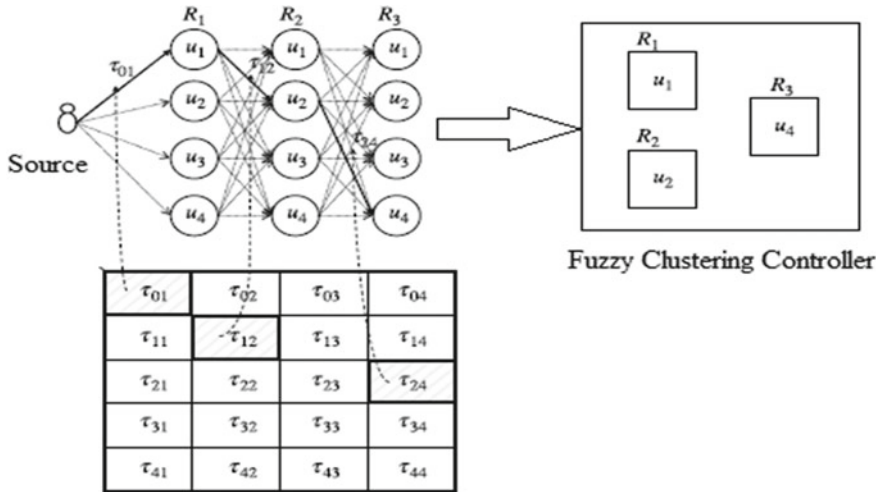 R₁ R₂ R₃
u₁ u₁ u₁
τ₀₁ τ₁₂
u₂ u₂ u₂
Source
u₃ u₃ τ₂₄ u₃
u₄ u₄ u₄
R₁
u₁
R₃
u₄
R₂
u₂
Fuzzy Clustering Controller
τ₀₁ τ₀₂ τ₀₃ τ₀₄
τ₁₁ τ₁₂ τ₁₃ τ₁₄
τ₂₁ τ₂₂ τ₂₃ τ₂₄
τ₃₁ τ₃₂ τ₃₃ τ₃₄
τ₄₁ τ₄₂ τ₄₃ τ₄₄